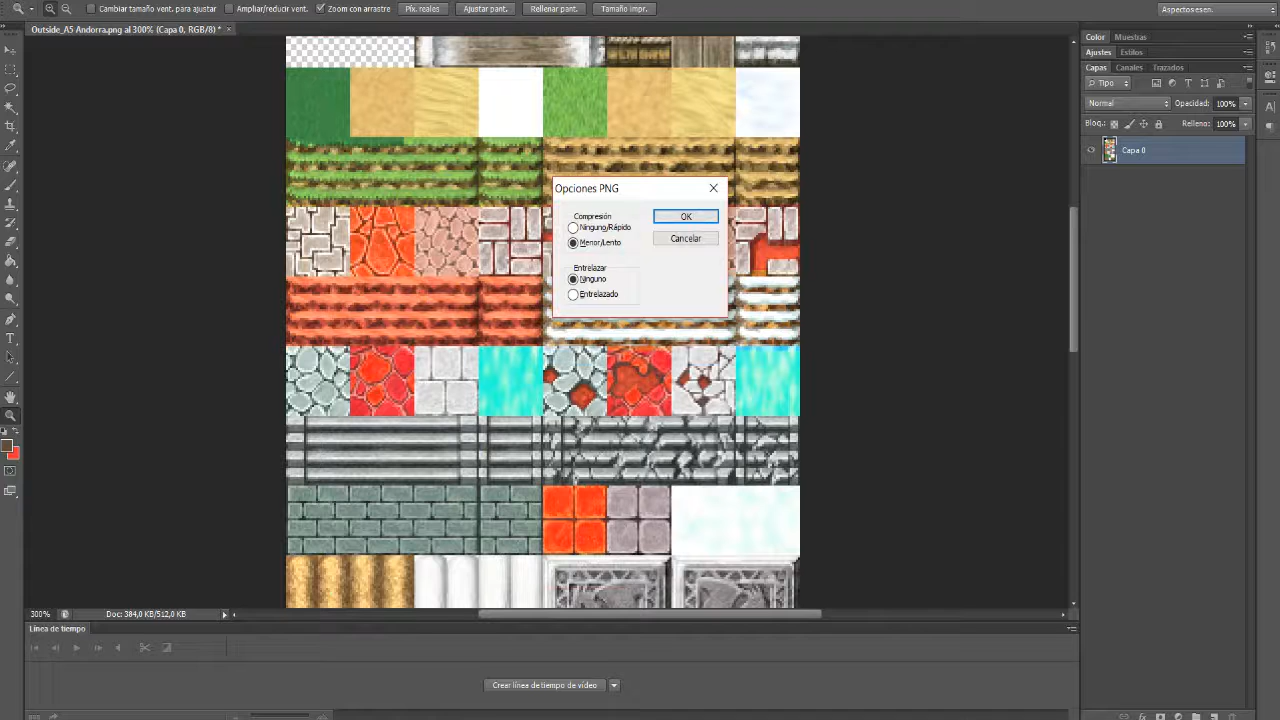 Cambiar tamaño vent. para ajustar
Ampliar/reducir vent.
Zoom con arrastre
Píx. reales
Ajustar pant.
Rellenar pant.
Tamaño impr.
Aspectos esen.
Outside_A5 Andorra.png al 300% (Capa 0, RGB/8) * ×
Color Muestras
Ajustes Estilos
Capas Canales Trazados
Tipo
Normal Opacidad: 100%
Bloq.: Relleno: 100%
Capa 0
Opciones PNG
Compresión
Ninguno/Rápido
Menor/Lento
OK
Cancelar
Entrelazar
Ninguno
Entrelazado
300% Doc: 384,0 KB/512,0 KB
Línea de tiempo
Crear línea de tiempo de vídeo